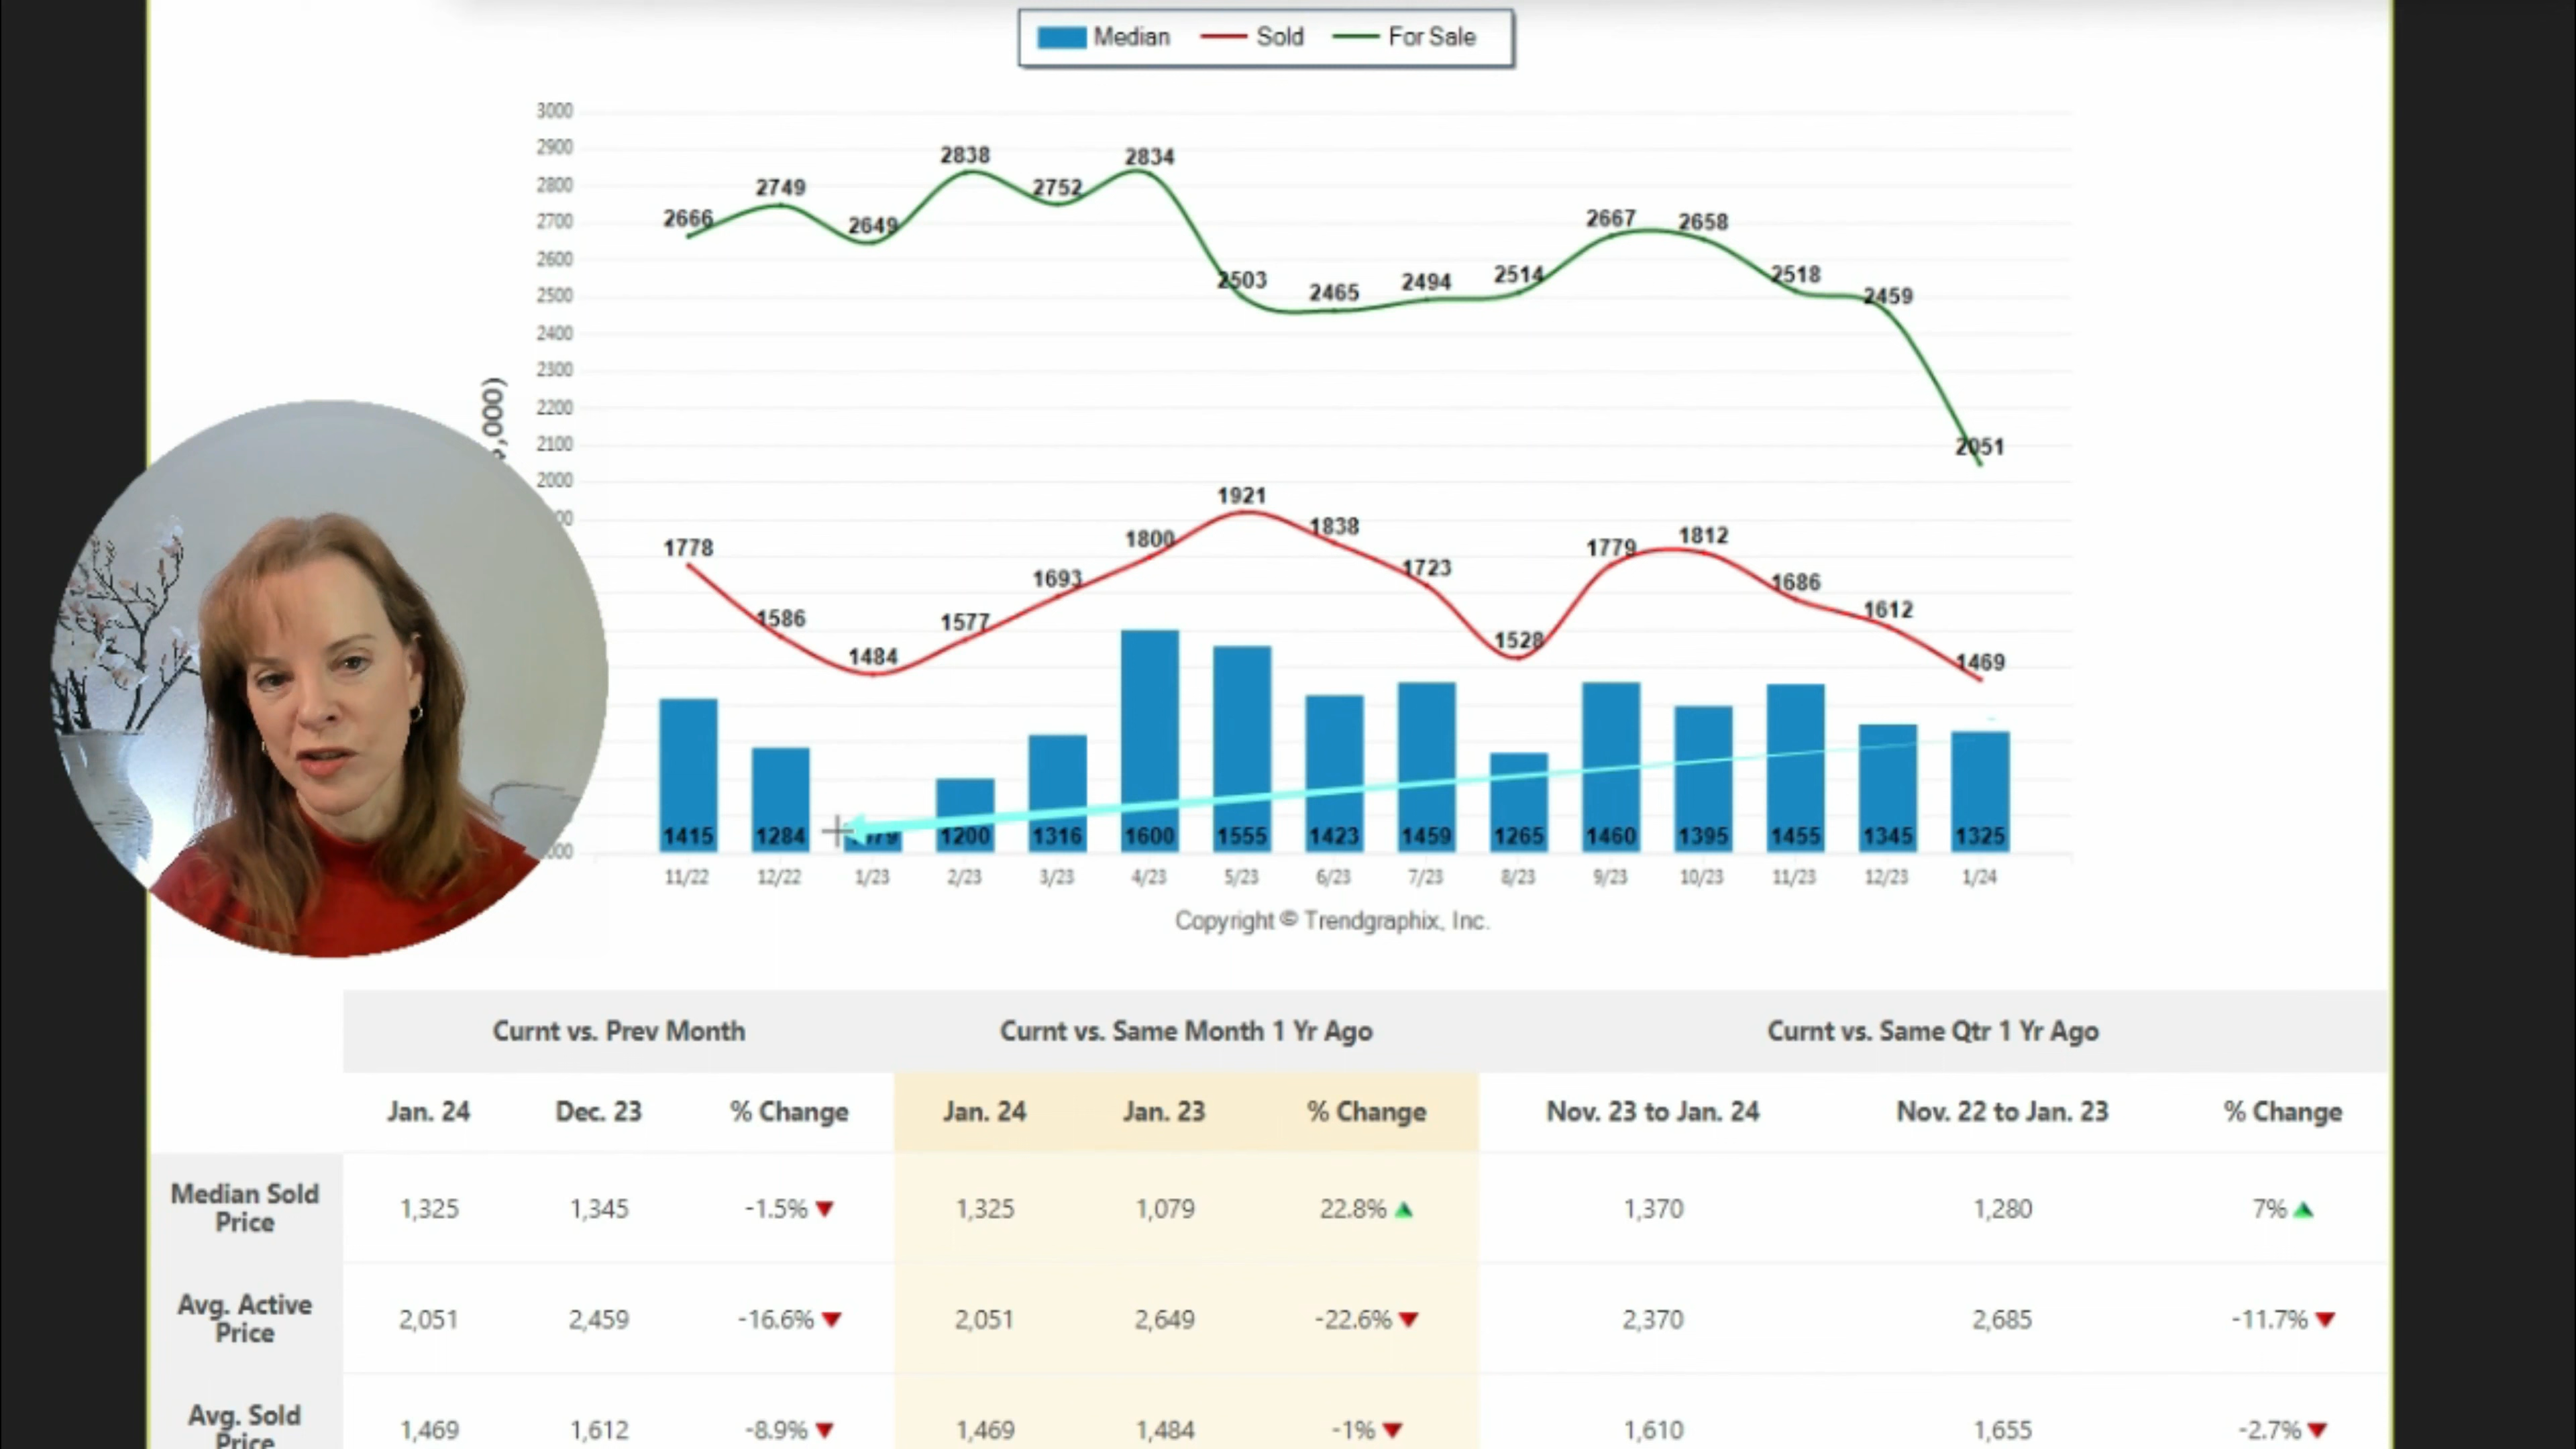 Median Sold For Sale
3000
2900
2800
2700
2600
2500
2400
2300
2200
2100
2000
,000)
2666 2749 2649 2838 2752 2834 2503 2465 2494 2514 2667 2658 2518 2459 2051
1778 1586 1484 1577 1693 1800 1921 1838 1723 1528 1779 1812 1686 1612 1469
1415 1284 1200 1316 1600 1555 1423 1459 1265 1460 1395 1455 1345 1325
11/22 12/22 1/23 2/23 3/23 4/23 5/23 6/23 7/23 8/23 9/23 10/23 11/23 12/23 1/24
Copyright © Trendgraphix, Inc.
Curnt vs. Prev Month Curnt vs. Same Month 1 Yr Ago Curnt vs. Same Qtr 1 Yr Ago
Jan. 24 Dec. 23 % Change Jan. 24 Jan. 23 % Change Nov. 23 to Jan. 24 Nov. 22 to Jan. 23 % Change
Median Sold
Price
1,325 1,345 -1.5% 1,325 1,079 22.8% 1,370 1,280 7%
Avg. Active
Price
2,051 2,459 -16.6% 2,051 2,649 -22.6% 2,370 2,685 -11.7%
Avg. Sold
Price
1,469 1,612 -8.9% 1,469 1,484 -1% 1,610 1,655 -2.7%